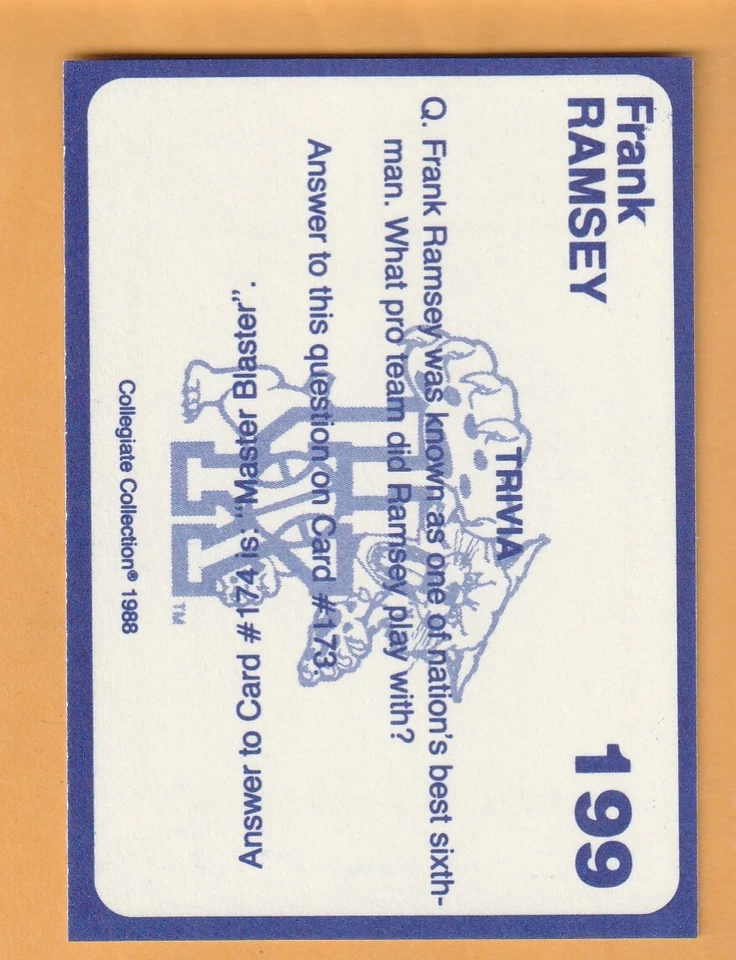 Frank
RAMSEY
199
TRIVIA
Q. Frank Ramsey was known as one of nation's best sixth-
man. What pro team did Ramsey play with?
Answer to this question on Card #173.
Answer to Card #174 is: "Master Blaster".
UK
TM
Collegiate Collection® 1988